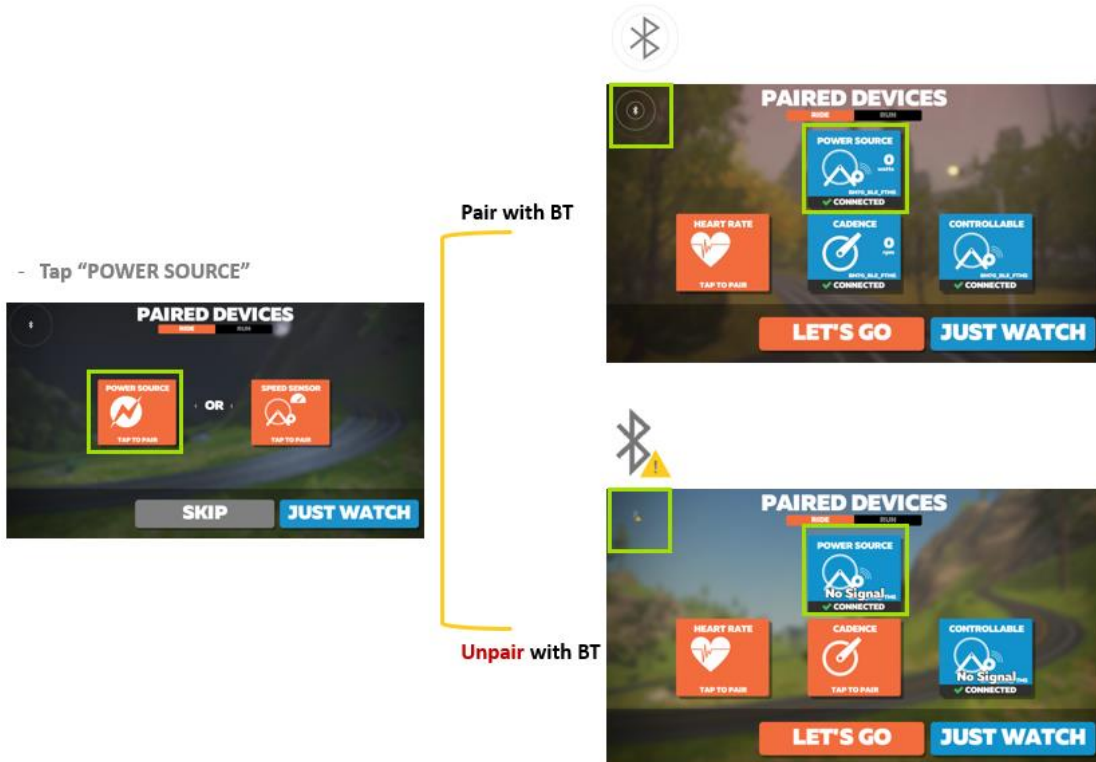 - Tap “POWER SOURCE”
PAIRED DEVICES
RIDE RUN
POWER SOURCE
TAP TO PAIR
OR
SPEED SENSOR
TAP TO PAIR
SKIP JUST WATCH
Pair with BT
Unpair with BT
PAIRED DEVICES
RIDE RUN
POWER SOURCE
0
watts
BH70_BLE_FTMS
CONNECTED
HEART RATE
TAP TO PAIR
CADENCE
0
rpm
BH70_BLE_FTMS
CONNECTED
CONTROLLABLE
BH70_BLE_FTMS
CONNECTED
LET'S GO JUST WATCH
PAIRED DEVICES
RIDE RUN
POWER SOURCE
No Signal
CONNECTED
HEART RATE
TAP TO PAIR
CADENCE
TAP TO PAIR
CONTROLLABLE
No Signal
CONNECTED
LET'S GO JUST WATCH